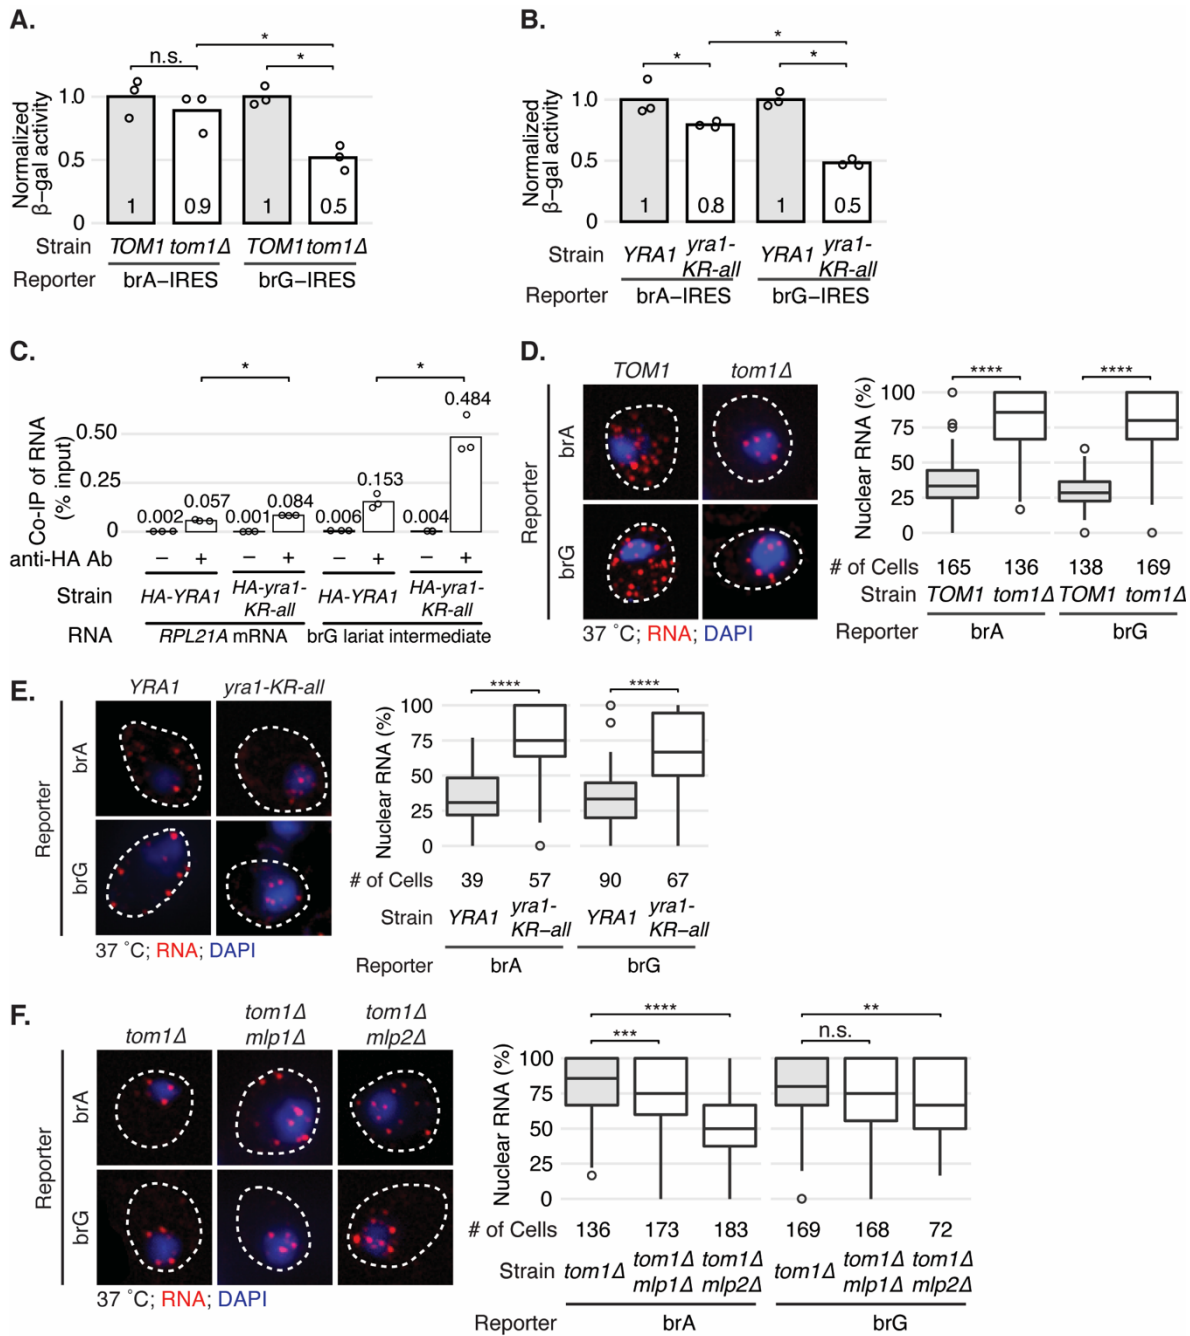 A.
n.s.
*
*
Normalized
β−gal activity
1.0
0.5
0
1
0.9
1
0.5
Strain
TOM1 tom1Δ
TOM1 tom1Δ
Reporter
brA−IRES
brG−IRES
B.
*
*
*
Normalized
β−gal activity
1.0
0.5
0
1
0.8
1
0.5
Strain
YRA1
yra1-
KR-all
YRA1
yra1-
KR-all
Reporter
brA−IRES
brG−IRES
C.
*
*
Co-IP of RNA
(% input)
0.50
0.25
0
0.002
0.057
0.001
0.084
0.006
0.153
0.004
0.484
anti-HA Ab
− + − + − + − +
Strain
HA-YRA1
HA-yra1-
KR-all
HA-YRA1
HA-yra1-
KR-all
RNA
RPL21A mRNA
brG lariat intermediate
D.
TOM1
tom1Δ
Reporter
brA
brG
37 ˚C; RNA; DAPI
****
****
Nuclear RNA (%)
100
75
50
25
0
# of Cells
165
136
138
169
Strain
TOM1 tom1Δ
TOM1 tom1Δ
Reporter
brA
brG
E.
YRA1
yra1-KR-all
Reporter
brA
brG
37 ˚C; RNA; DAPI
****
****
Nuclear RNA (%)
100
75
50
25
0
# of Cells
39
57
90
67
Strain
YRA1
yra1-
KR−all
YRA1
yra1-
KR−all
Reporter
brA
brG
F.
tom1Δ
tom1Δ
mlp1Δ
tom1Δ
mlp2Δ
Reporter
brA
brG
37 ˚C; RNA; DAPI
****
***
**
n.s.
Nuclear RNA (%)
100
75
50
25
0
# of Cells
136
173
183
169
168
72
Strain
tom1Δ
tom1Δ
mlp1Δ
tom1Δ
mlp2Δ
tom1Δ
tom1Δ
mlp1Δ
tom1Δ
mlp2Δ
Reporter
brA
brG